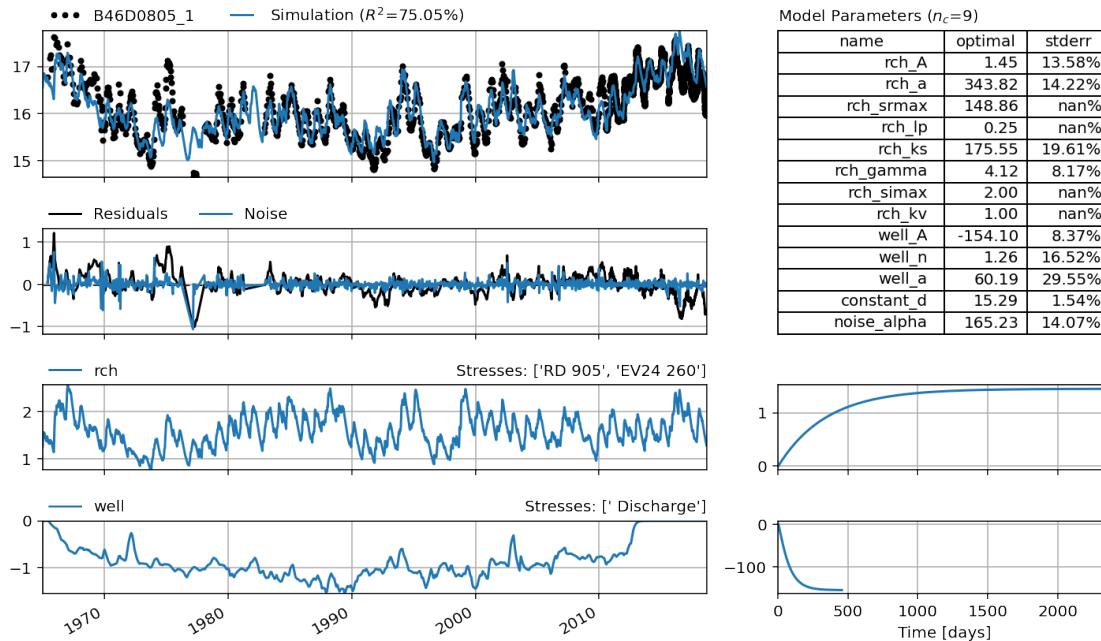 B46D0805_1
Simulation (R²=75.05%)
17
16
15
Residuals
Noise
1
0
−1
rch
Stresses: ['RD 905', 'EV24 260']
2
1
well
Stresses: [' Discharge']
0
−1
1970
1980
1990
2000
2010
Model Parameters (n_c=9)
name optimal stderr
rch_A 1.45 13.58%
rch_a 343.82 14.22%
rch_srmax 148.86 nan%
rch_lp 0.25 nan%
rch_ks 175.55 19.61%
rch_gamma 4.12 8.17%
rch_simax 2.00 nan%
rch_kv 1.00 nan%
well_A -154.10 8.37%
well_n 1.26 16.52%
well_a 60.19 29.55%
constant_d 15.29 1.54%
noise_alpha 165.23 14.07%
1
0
0
−100
0 500 1000 1500 2000
Time [days]